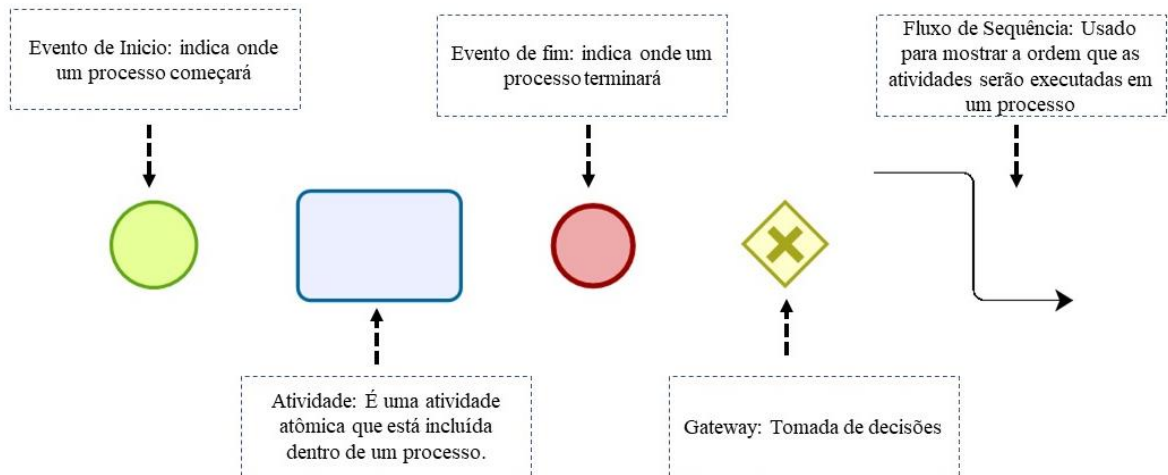 Evento de Inicio: indica onde
um processo começará
Evento de fim: indica onde um
processo terminará
Fluxo de Sequência: Usado
para mostrar a ordem que as
atividades serão executadas em
um processo
Atividade: É uma atividade
atômica que está incluída
dentro de um processo.
Gateway: Tomada de decisões